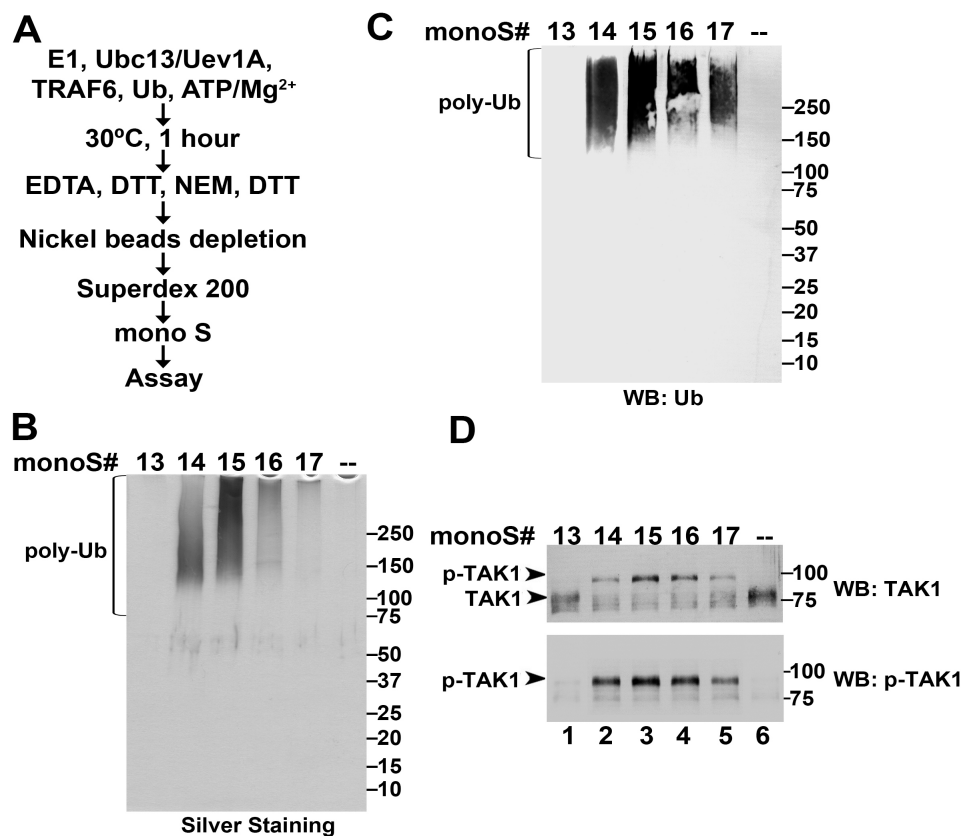 A
E1, Ubc13/Uev1A,
TRAF6, Ub, ATP/Mg²⁺
30ºC, 1 hour
EDTA, DTT, NEM, DTT
Nickel beads depletion
Superdex 200
mono S
Assay
B
monoS# 13 14 15 16 17 --
poly-Ub
–250
–150
–100
–75
–50
–37
–25
–20
–15
–10
Silver Staining
C
monoS# 13 14 15 16 17 --
poly-Ub
–250
–150
–100
–75
–50
–37
–25
–20
–15
–10
WB: Ub
D
monoS# 13 14 15 16 17 --
p-TAK1
TAK1
–100
–75
WB: TAK1
p-TAK1
–100
–75
WB: p-TAK1
1 2 3 4 5 6